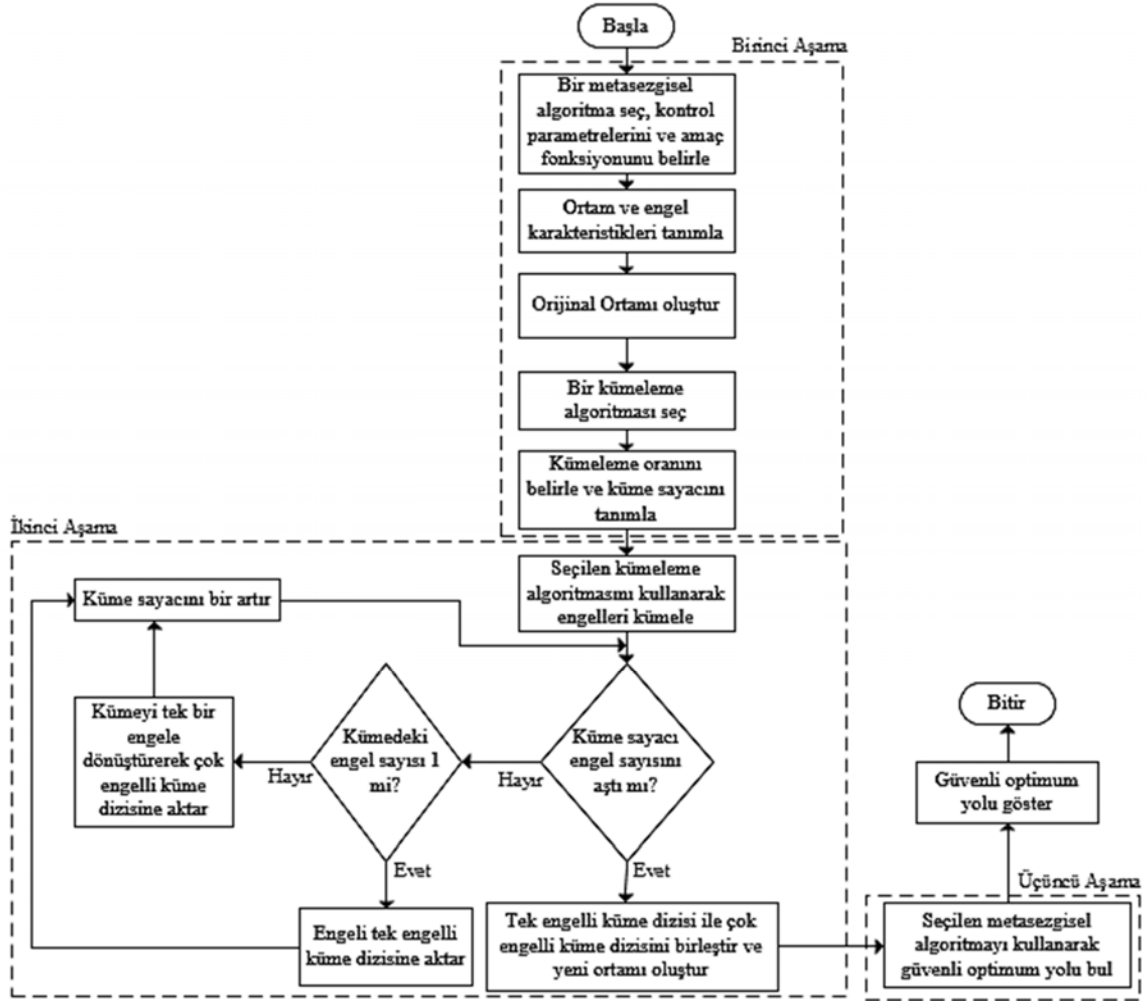 Başla
Birinci Aşama
Bir metasezgisel
algoritma seç, kontrol
parametrelerini ve amaç
fonksiyonunu belirle
Ortam ve engel
karakteristikleri tanımla
Orijinal Ortamı oluştur
Bir kümeleme
algoritması seç
Kümeleme oranını
belirle ve küme sayacını
tanımla
İkinci Aşama
Seçilen kümeleme
algoritmasını kullanarak
engelleri kümele
Küme sayacını bir artır
Küme sayacı
engel sayısını
aştı mı?
Hayır
Evet
Kümedeki
engel sayısı 1
mi?
Hayır
Evet
Kümeyi tek bir
engele
dönüştürerek çok
engelli küme
dizisine aktar
Engeli tek engelli
küme dizisine aktar
Tek engelli küme dizisi ile çok
engelli küme dizisini birleştir ve
yeni ortamı oluştur
Üçüncü Aşama
Seçilen metasezgisel
algoritmayı kullanarak
güvenli optimum yolu bul
Güvenli optimum
yolu göster
Bitir